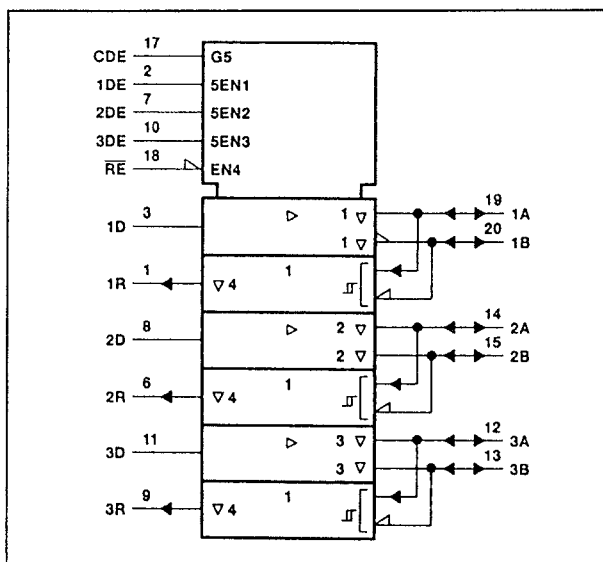 CDE 17 G5
1DE 2 5EN1
2DE 7 5EN2
3DE 10 5EN3
RE 18 EN4
1D 3 1 19 1A
1 20 1B
1R 1 4 1
2D 8 2 14 2A
2 15 2B
2R 6 4 1
3D 11 3 12 3A
3 13 3B
3R 9 4 1